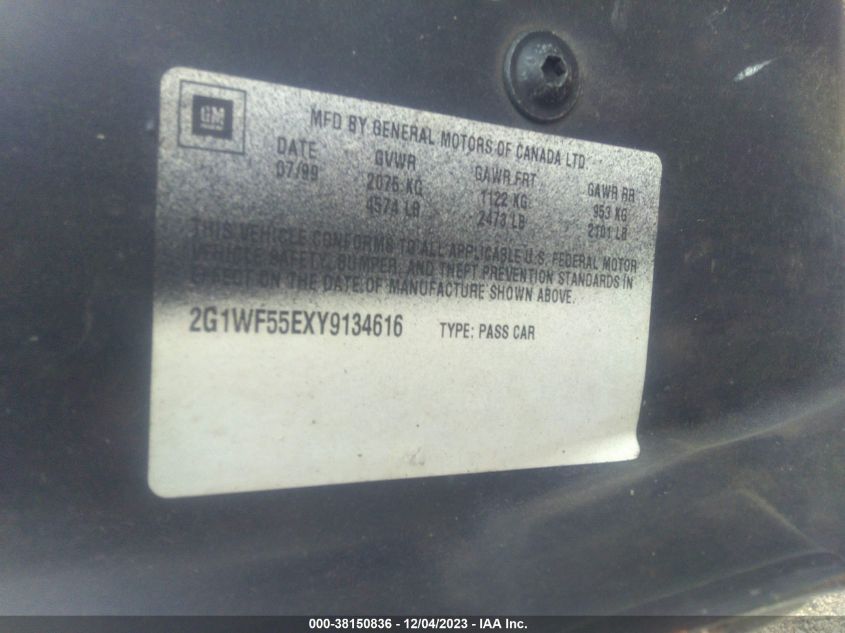 GM
MFD BY GENERAL MOTORS OF CANADA LTD
DATE GVWR GAWR FRT GAWR RR
07/99 2075 KG 1122 KG 953 KG
4574 LB 2473 LB 2101 LB
THIS VEHICLE CONFORMS TO ALL APPLICABLE U.S. FEDERAL MOTOR
VEHICLE SAFETY, BUMPER, AND THEFT PREVENTION STANDARDS IN
EFFECT ON THE DATE OF MANUFACTURE SHOWN ABOVE.
2G1WF55EXY9134616 TYPE: PASS CAR
000-38150836 - 12/04/2023 - IAA Inc.